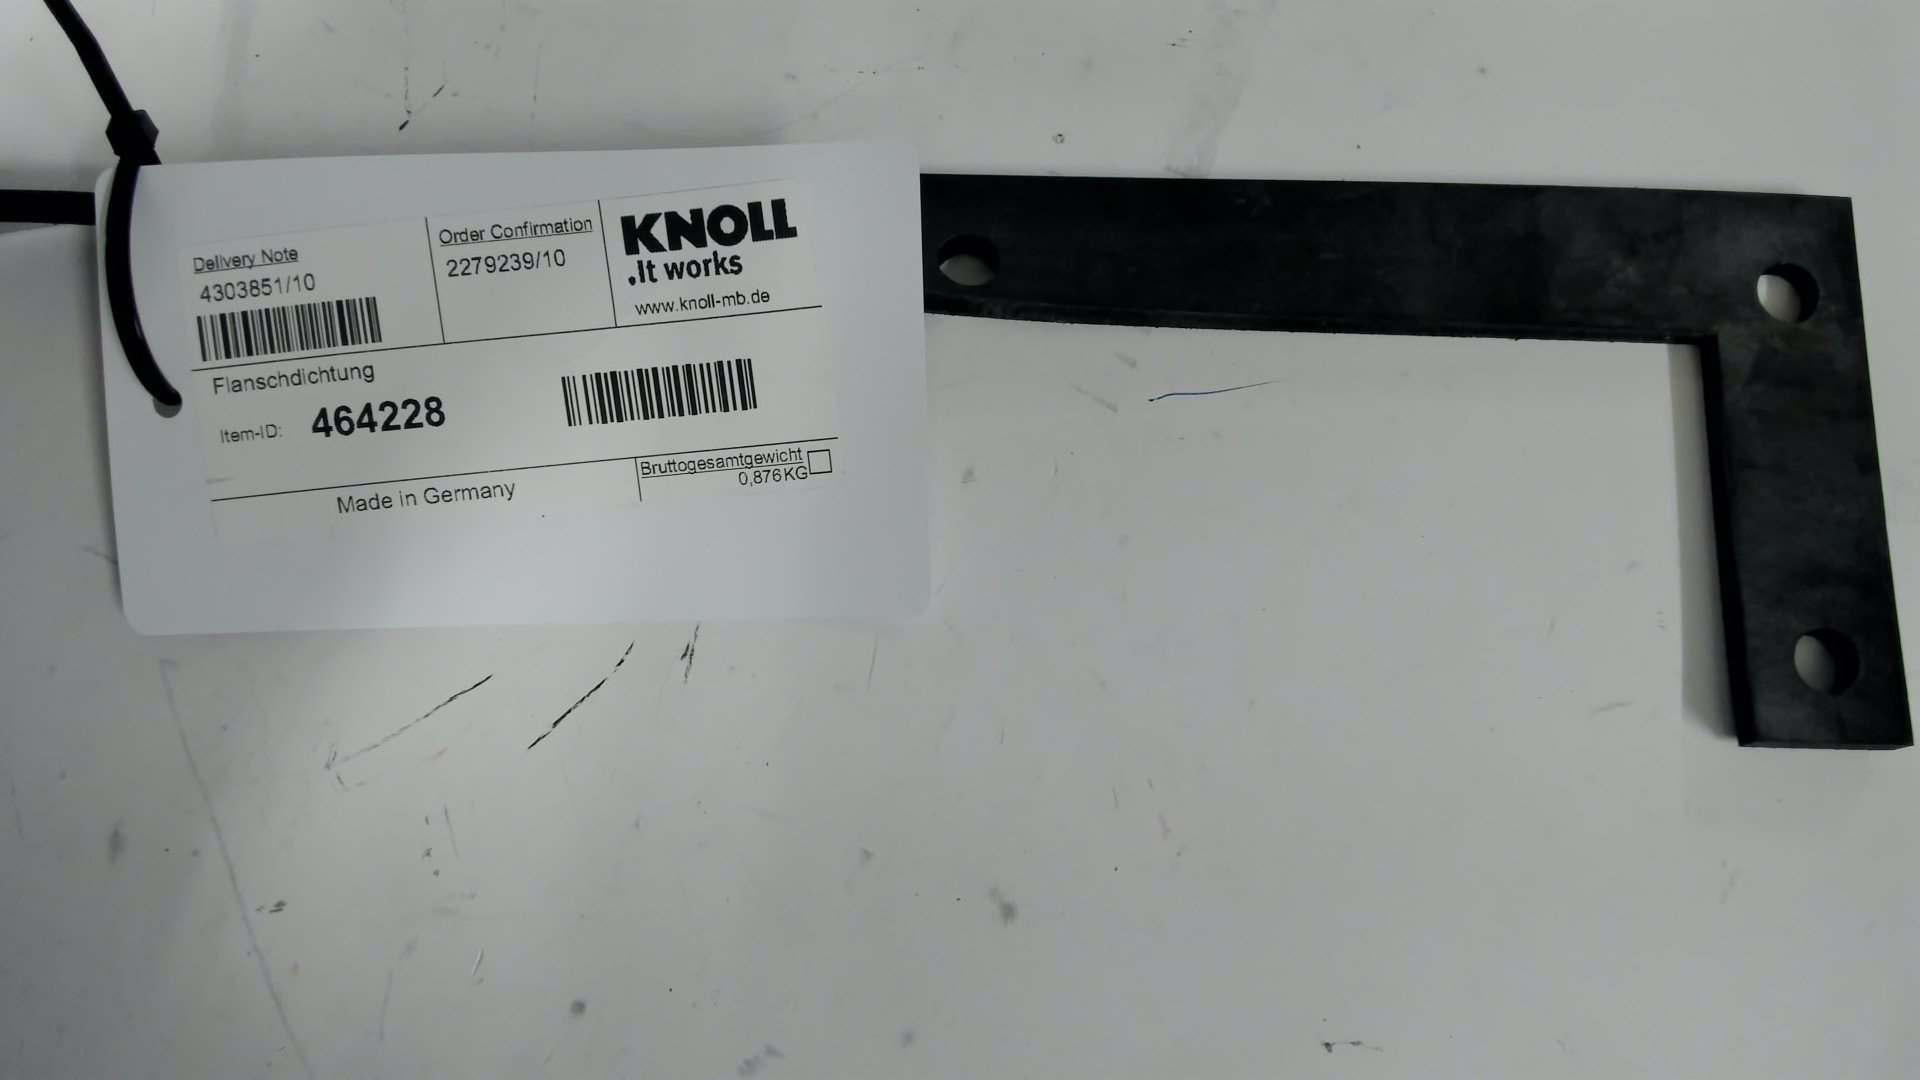 Delivery Note
4303851/10
Order Confirmation
2279239/10
KNOLL
.It works
www.knoll-mb.de
Flanschdichtung
Item-ID: 464228
Made in Germany
Bruttogesamtgewicht
0,876KG